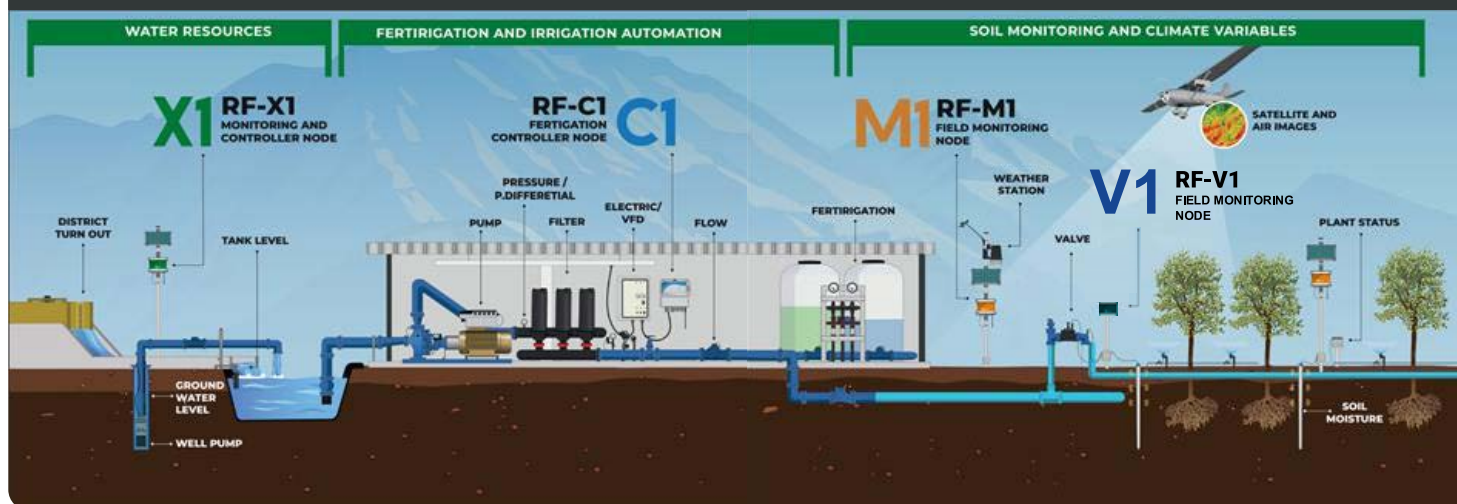 WATER RESOURCES
FERTIRIGATION AND IRRIGATION AUTOMATION
SOIL MONITORING AND CLIMATE VARIABLES
X1
RF-X1
MONITORING AND
CONTROLLER NODE
RF-C1
FERTIGATION
CONTROLLER NODE
C1
M1
RF-M1
FIELD MONITORING
NODE
SATELLITE AND
AIR IMAGES
V1
RF-V1
FIELD MONITORING
NODE
DISTRICT
TURN OUT
TANK LEVEL
PUMP
PRESSURE /
P.DIFFERETIAL
FILTER
ELECTRIC/
VFD
FLOW
FERTIRIGATION
WEATHER
STATION
VALVE
PLANT STATUS
GROUND
WATER
LEVEL
WELL PUMP
SOIL
MOISTURE